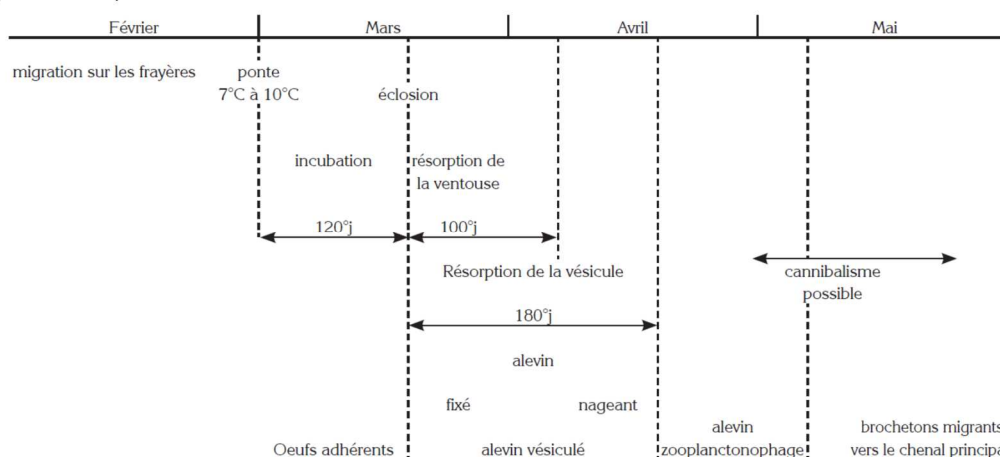 Février Mars Avril Mai
migration sur les frayères ponte
7°C à 10°C éclosion
incubation résorption de
la ventouse
120°j 100°j
Résorption de la vésicule cannibalisme
possible
180°j
alevin
fixé nageant
alevin brochetons migrants
Oeufs adhérents alevin vésiculé zooplanctonophage vers le chenal principa